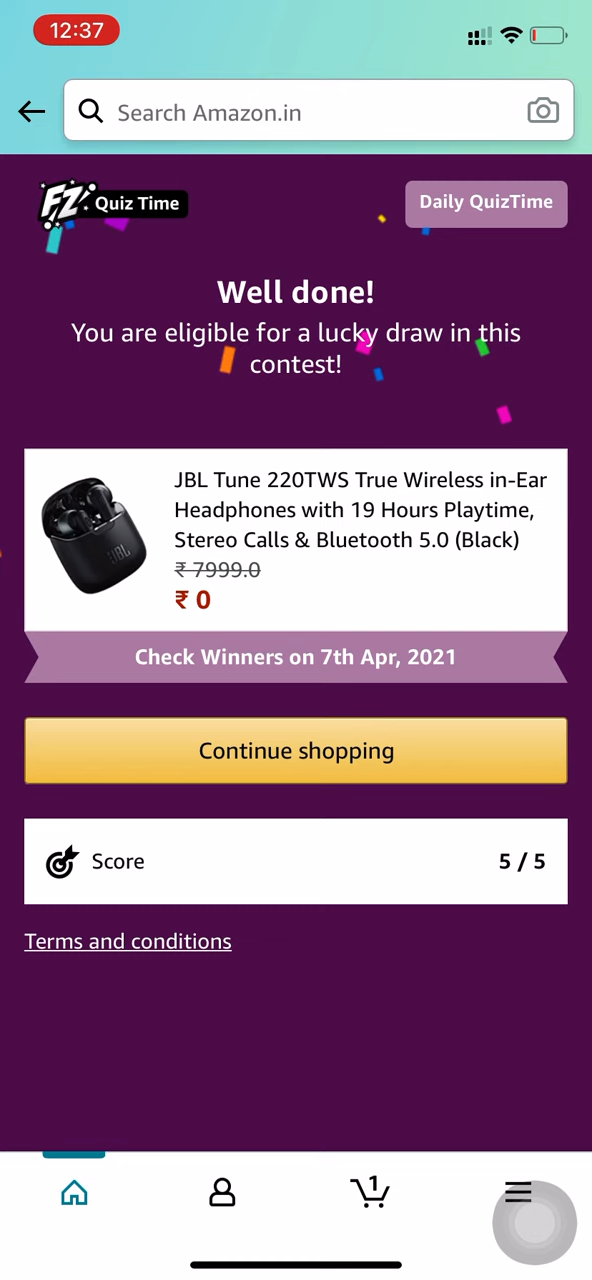 12:37
Search Amazon.in
FZ Quiz Time
Daily QuizTime
Well done!
You are eligible for a lucky draw in this
contest!
JBL Tune 220TWS True Wireless in-Ear
Headphones with 19 Hours Playtime,
Stereo Calls & Bluetooth 5.0 (Black)
₹ 7999.0
₹ 0
JBL
Check Winners on 7th Apr, 2021
Continue shopping
Score 5 / 5
Terms and conditions
1